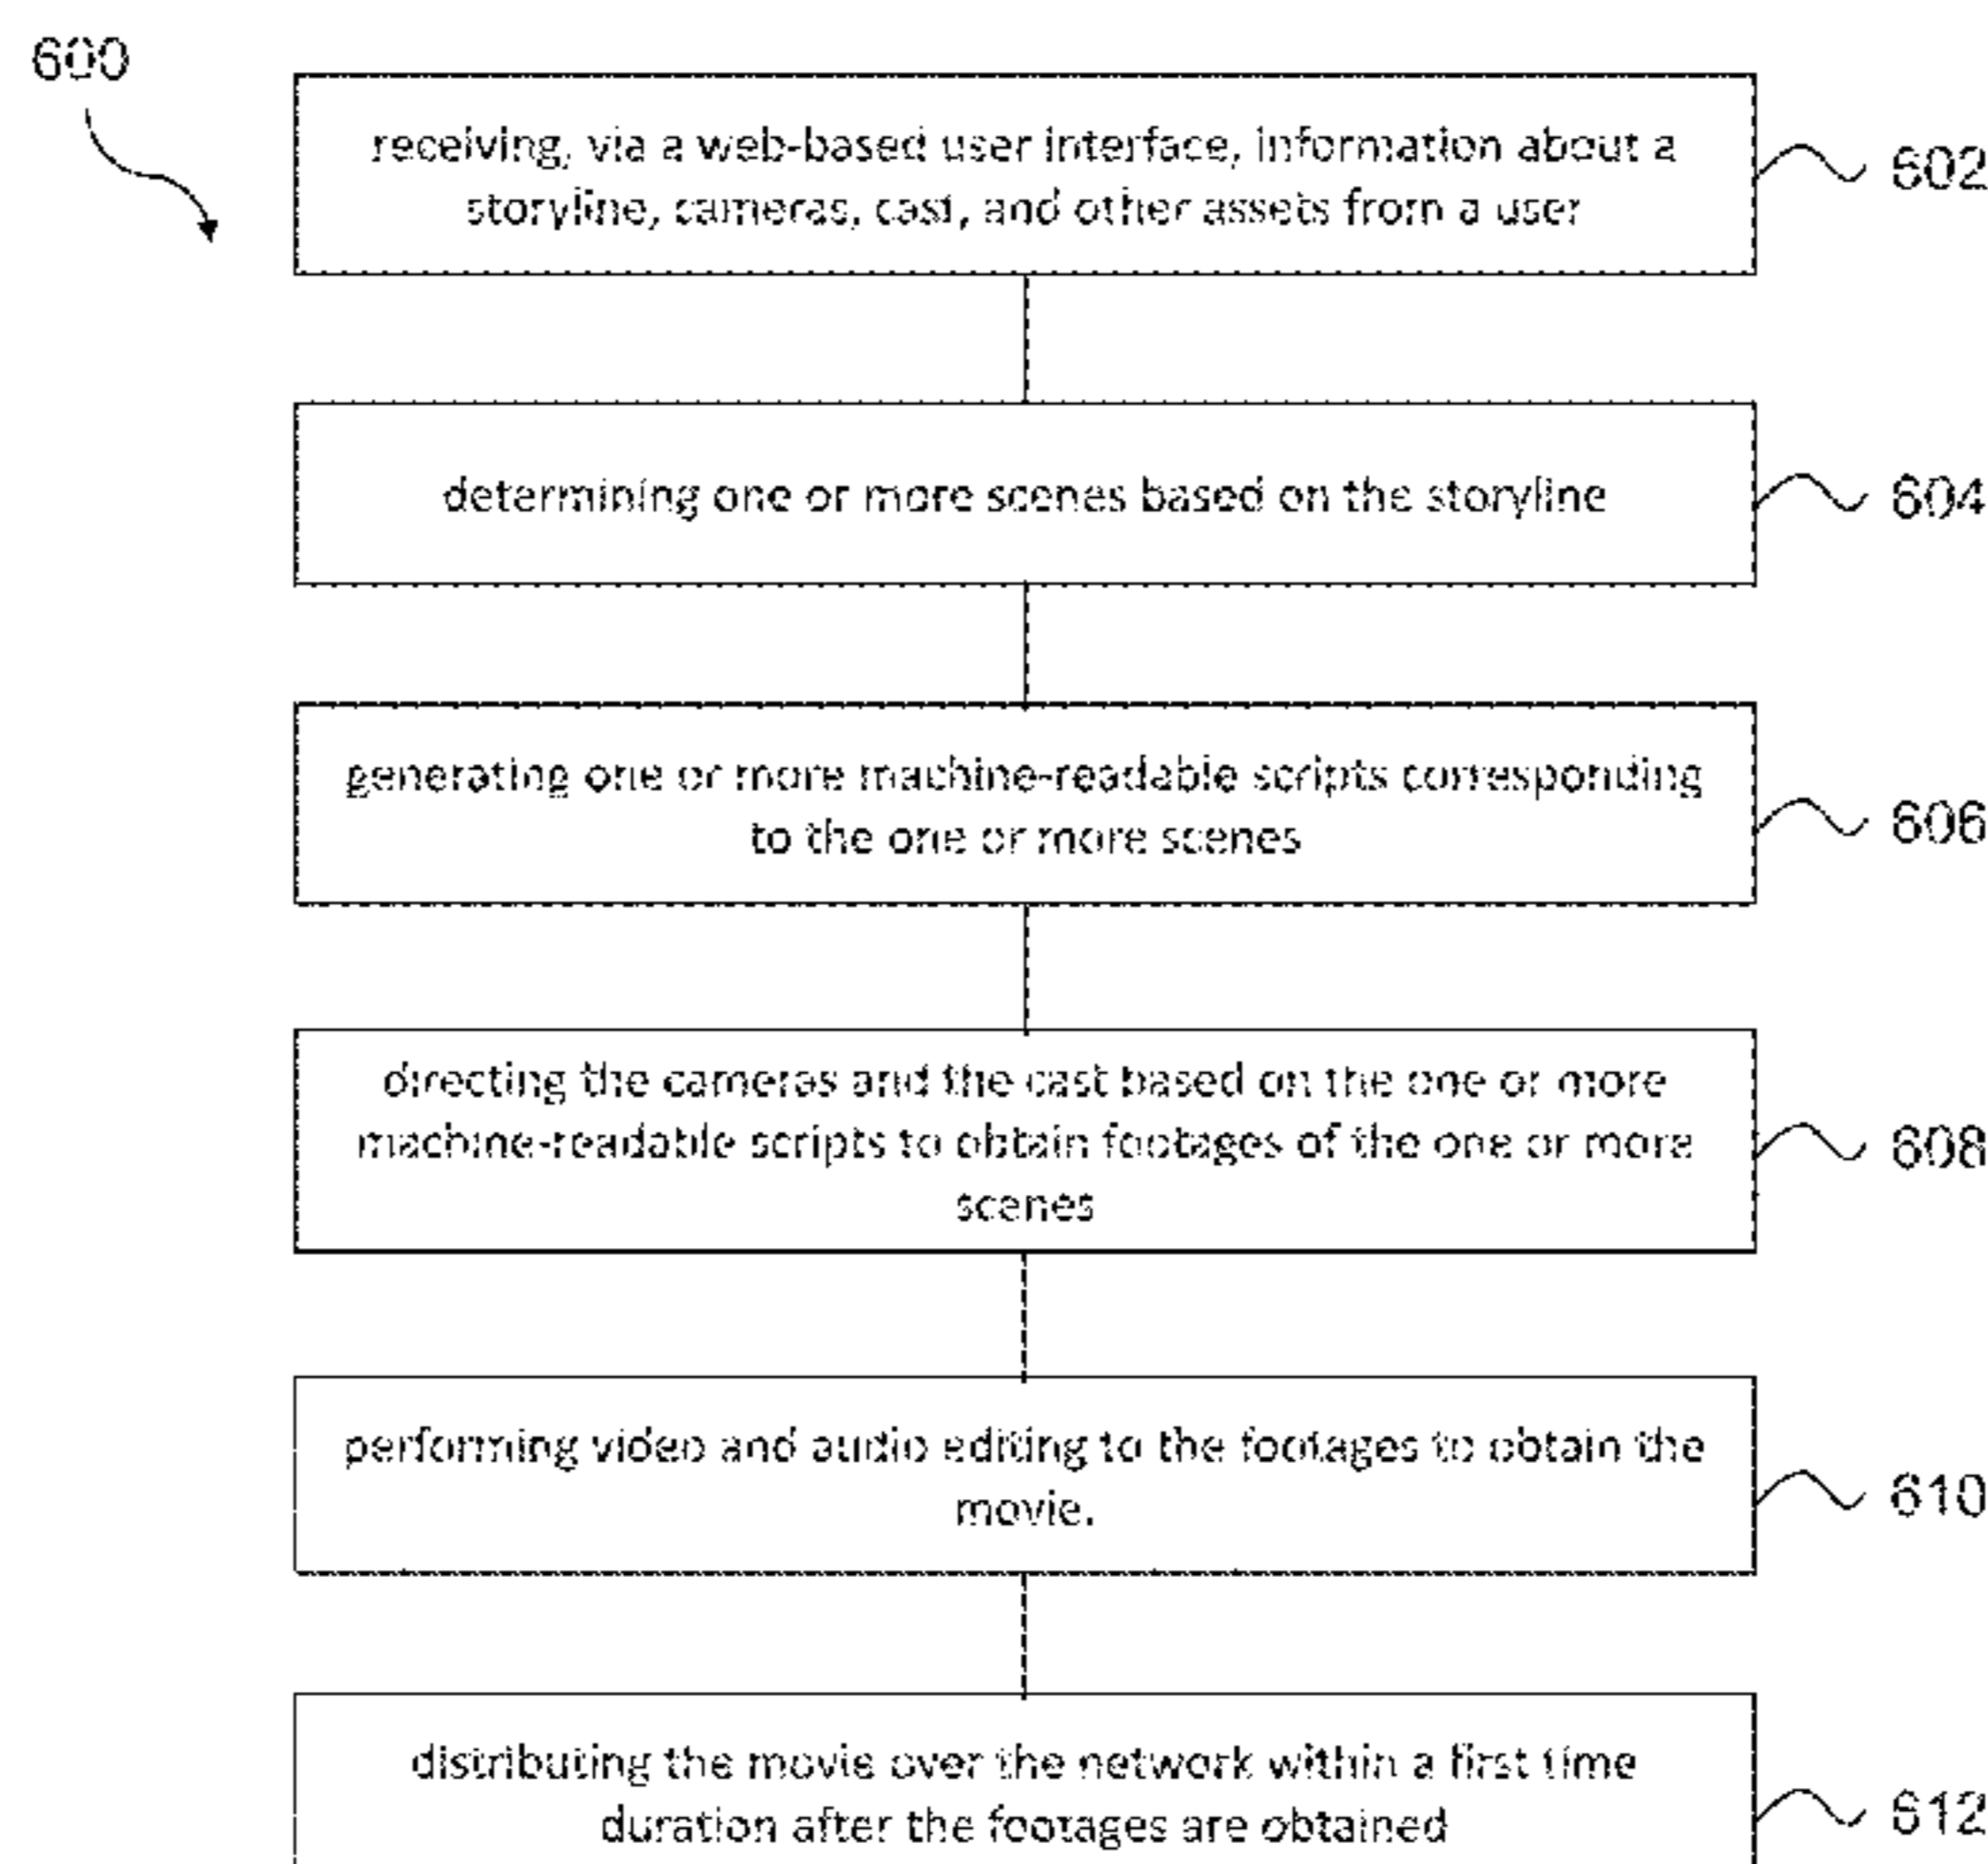 600
receiving, via a web-based user interface, information about a
storyline, cameras, cast, and other assets from a user
602
determining one or more scenes based on the storyline
604
generating one or more machine-readable scripts corresponding
to the one or more scenes
606
directing the cameras and the cast based on the one or more
machine-readable scripts to obtain footages of the one or more
scenes
608
performing video and audio editing to the footages to obtain the
movie.
610
distributing the movie over the network within a first time
duration after the footages are obtained
612